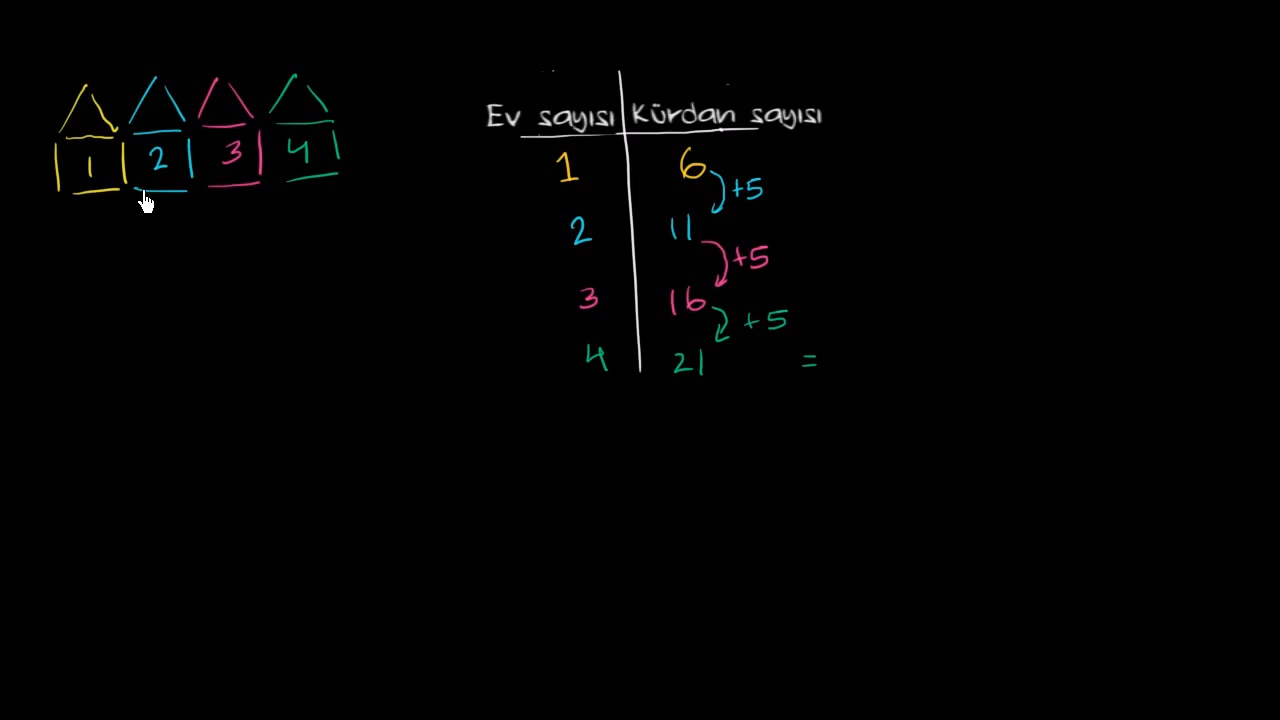 1 2 3 4
Ev sayısı Kürdan sayısı
1 6
+5
2 11
+5
3 16
+5
4 21 =